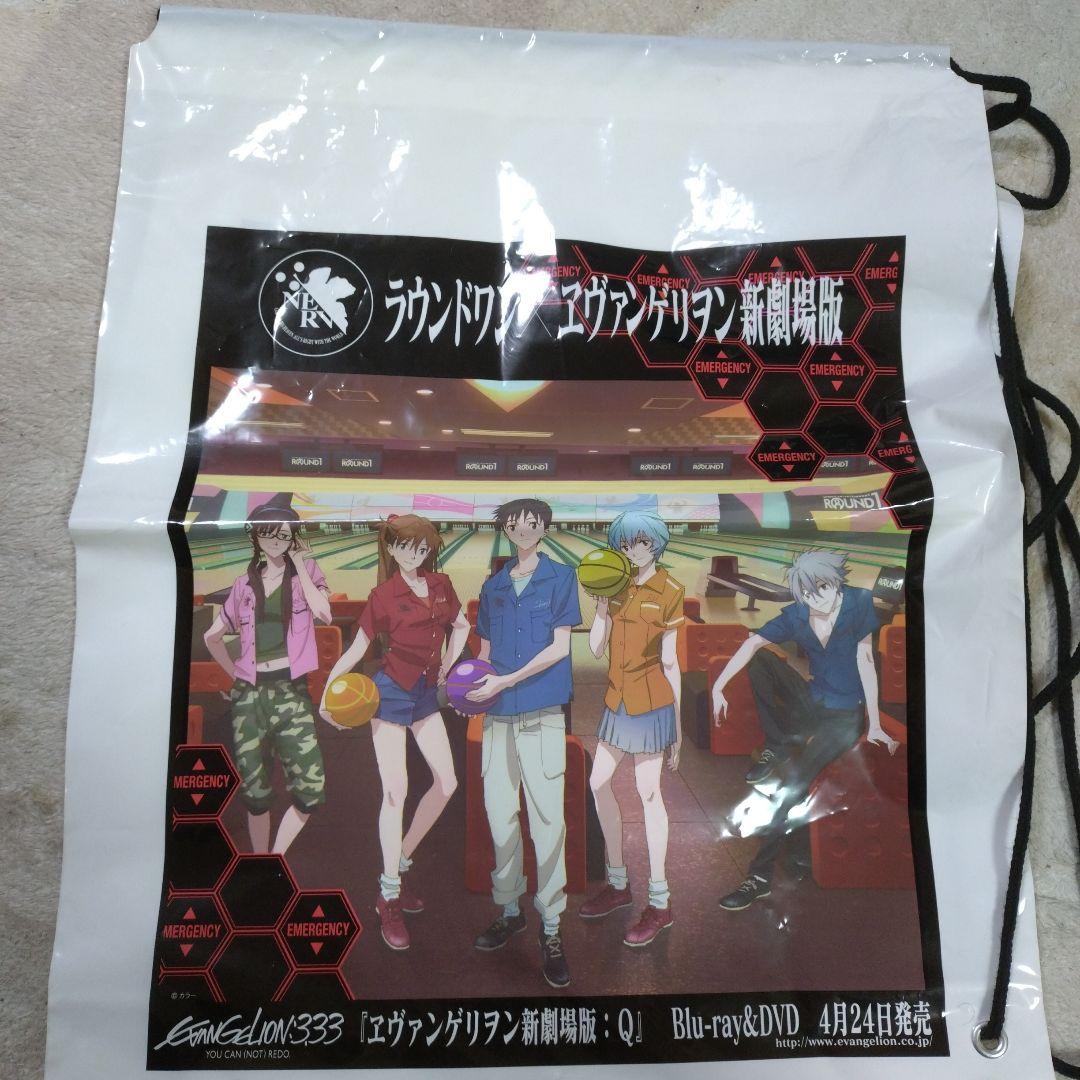 NERV
GOD'S IN HIS HEAVEN. ALL'S RIGHT WITH THE WORLD.
ラウンドワン×ヱヴァンゲリヲン新劇場版
EMERGENCY
EMERGENCY
EMERGENCY
EMERG
EMERGENCY
EMERGENCY
EMERGENCY
EMERG
ROUND1
ROUND1
ROUND1
ROUND1
ROUND1
ROUND1
ROUND1
ROUND1
ROUND1
MERGENCY
MERGENCY
EMERGENCY
©カラー
EVANGELION:3.33
YOU CAN (NOT) REDO.
『ヱヴァンゲリヲン新劇場版：Q』 Blu-ray&DVD 4月24日発売
http://www.evangelion.co.jp/